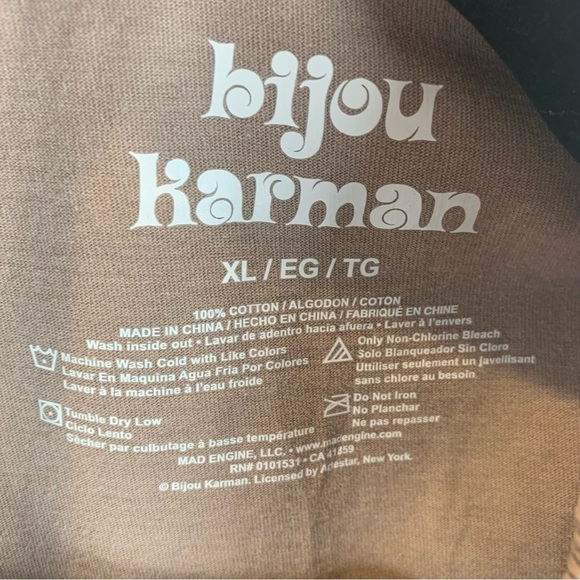 bijou
karman
XL / EG / TG
100% COTTON / ALGODON / COTON
MADE IN CHINA / HECHO EN CHINA / FABRIQUÉ EN CHINE
Wash inside out • Lavar de adentro hacia afuera • Laver à l'envers
Machine Wash Cold with Like Colors
Lavar En Maquina Agua Fria Por Colores
Laver à la machine à l'eau froide
Only Non-Chlorine Bleach
Solo Blanqueador Sin Cloro
Utiliser seulement un javellisant
sans chlore au besoin
Tumble Dry Low
Ciclo Lento
Sècher par culbutage à basse température
Do Not Iron
No Planchar
Ne pas repasser
MAD ENGINE, LLC. • www.madengine.com
RN# 0101531 • CA
© Bijou Karman. Licensed by Artestar, New York.